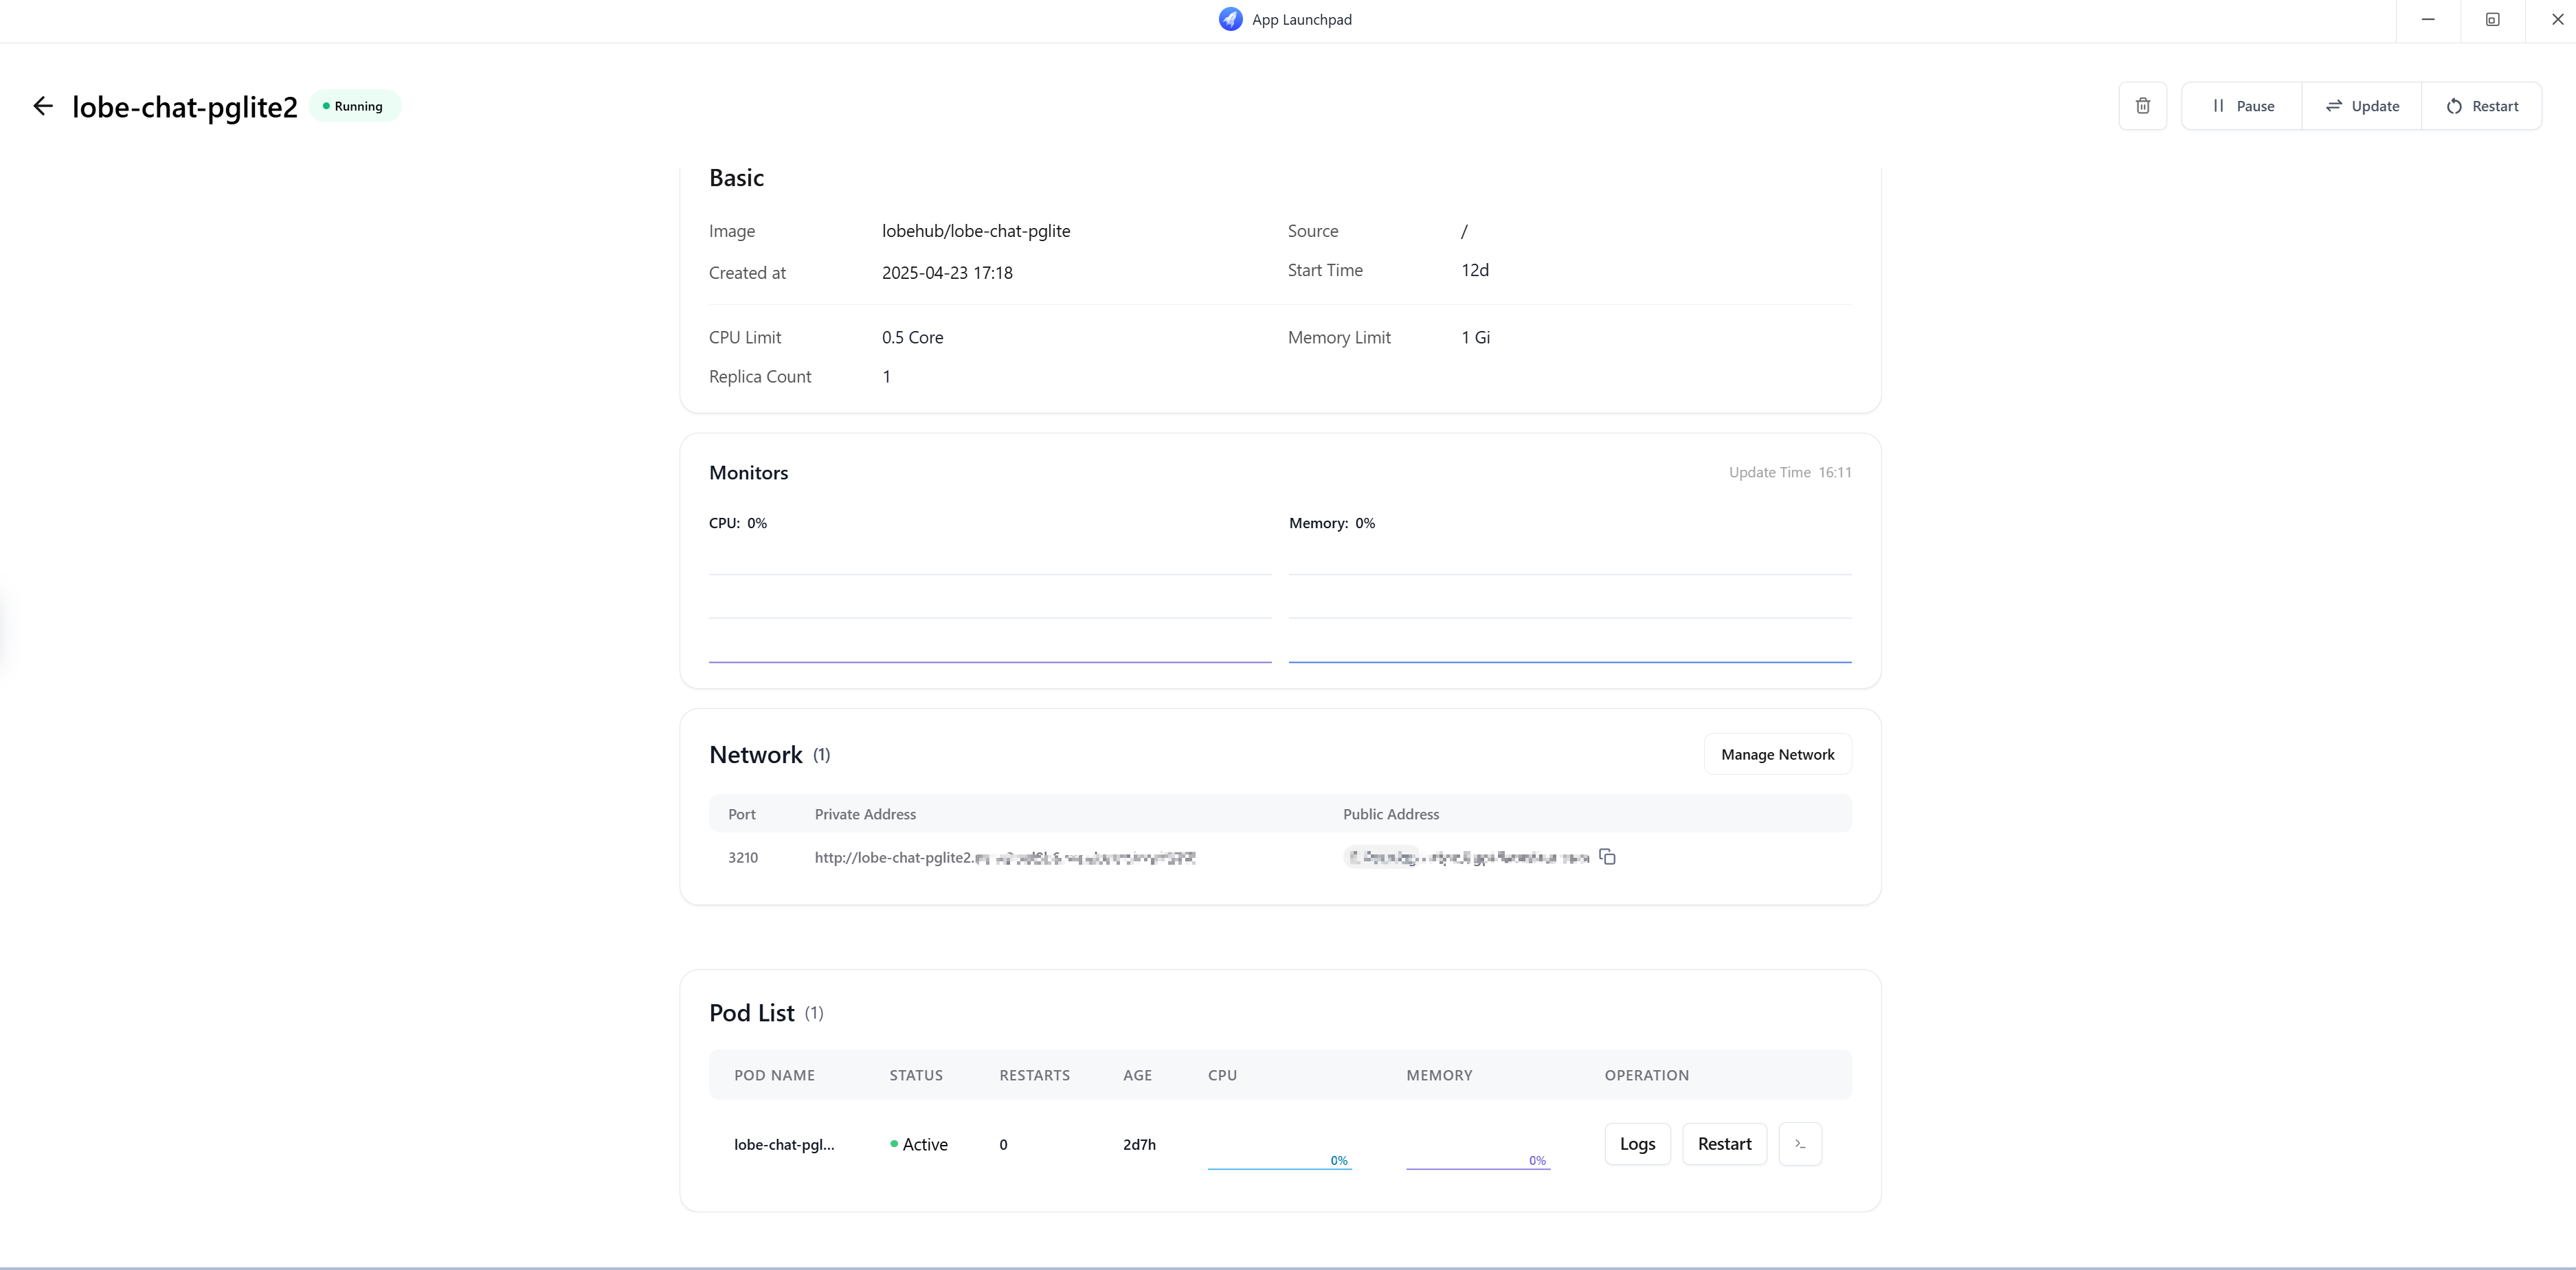 App Launchpad
lobe-chat-pglite2 Running
Pause Update Restart
Basic
Image lobehub/lobe-chat-pglite Source /
Created at 2025-04-23 17:18 Start Time 12d
CPU Limit 0.5 Core Memory Limit 1 Gi
Replica Count 1
Monitors Update Time 16:11
CPU: 0% Memory: 0%
Network (1) Manage Network
Port Private Address Public Address
3210 http://lobe-chat-pglite2.
Pod List (1)
POD NAME STATUS RESTARTS AGE CPU MEMORY OPERATION
lobe-chat-pgl... Active 0 2d7h 0% 0% Logs Restart >_